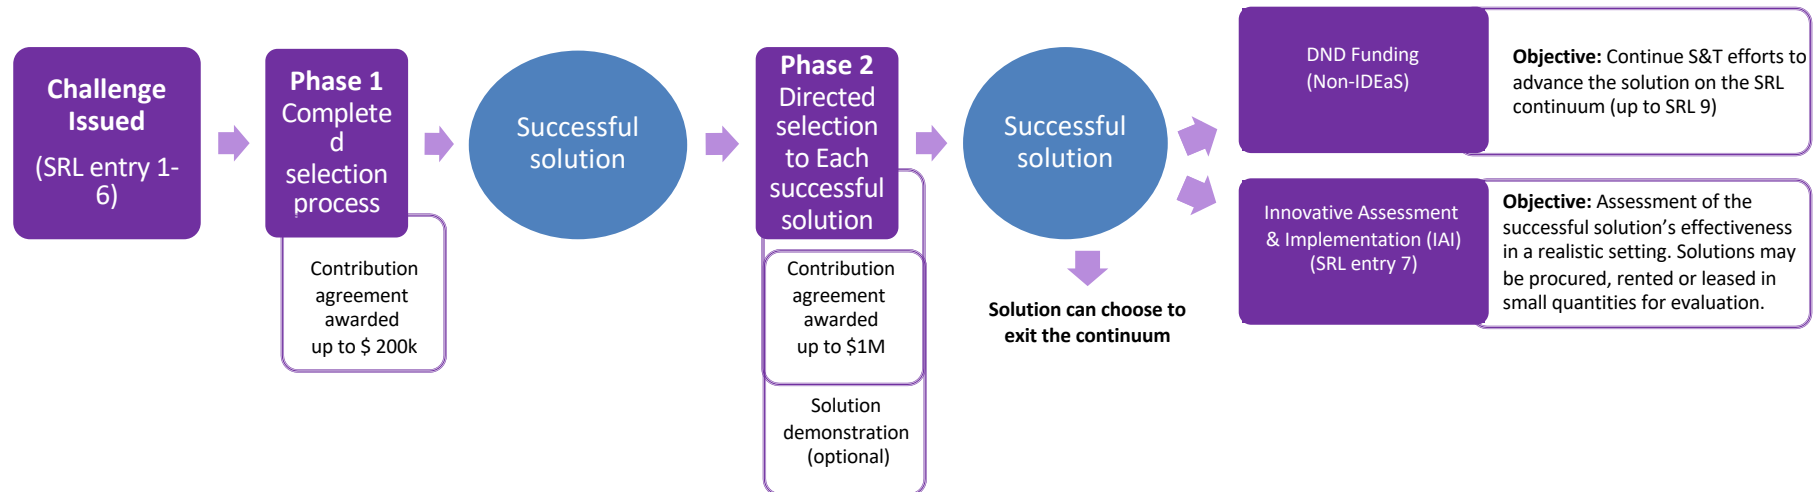 Challenge
Issued
(SRL entry 1-
6)
Phase 1
Complete
d
selection
process
Contribution
agreement
awarded
up to $ 200k
Successful
solution
Phase 2
Directed
selection
to Each
successful
solution
Contribution
agreement
awarded
up to $1M
Solution
demonstration
(optional)
Successful
solution
Solution can choose to
exit the continuum
DND Funding
(Non-IDEaS)
Objective: Continue S&T efforts to
advance the solution on the SRL
continuum (up to SRL 9)
Innovative Assessment
& Implementation (IAI)
(SRL entry 7)
Objective: Assessment of the
successful solution’s effectiveness
in a realistic setting. Solutions may
be procured, rented or leased in
small quantities for evaluation.